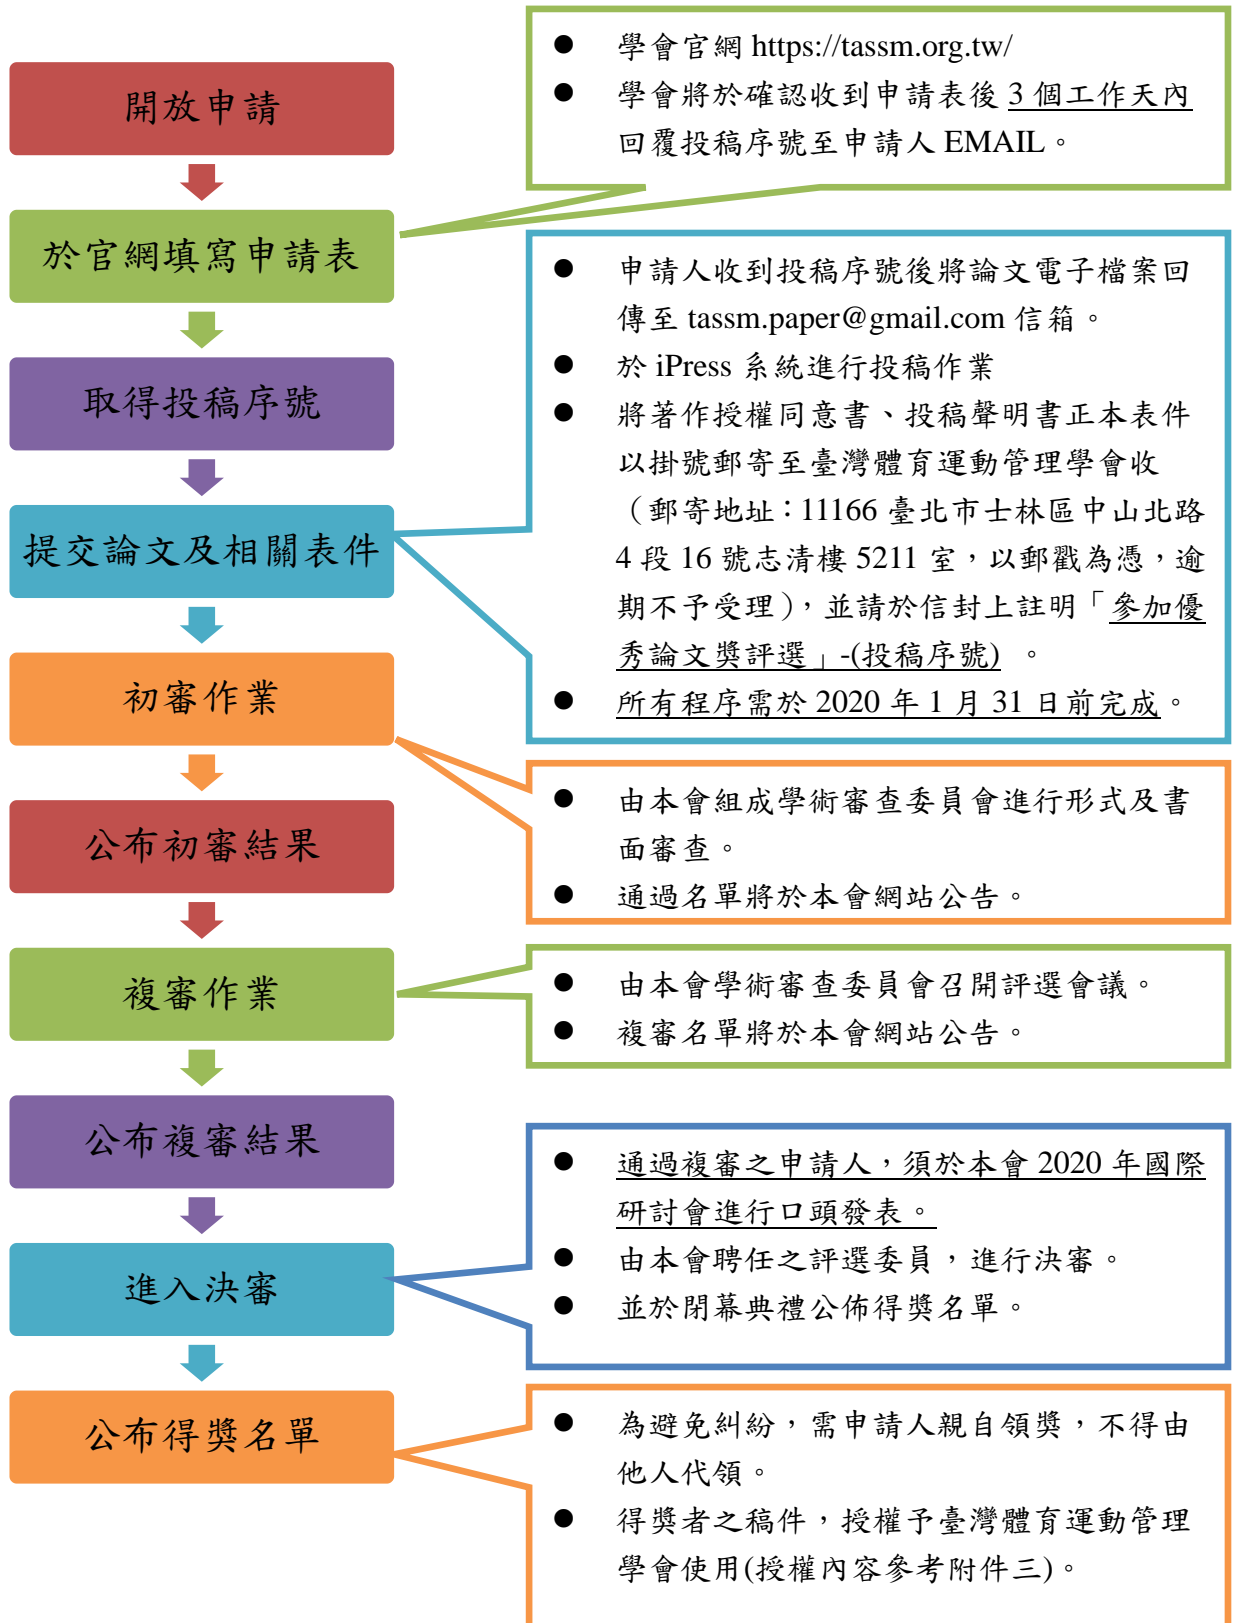 開放申請
於官網填寫申請表
取得投稿序號
提交論文及相關表件
初審作業
公布初審結果
複審作業
公布複審結果
進入決審
公布得獎名單
● 學會官網 https://tassm.org.tw/
● 學會將於確認收到申請表後 3 個工作天內
回覆投稿序號至申請人 EMAIL。
● 申請人收到投稿序號後將論文電子檔案回
傳至 tassm.paper@gmail.com 信箱。
● 於 iPress 系統進行投稿作業
● 將著作授權同意書、投稿聲明書正本表件
以掛號郵寄至臺灣體育運動管理學會收
（郵寄地址：11166 臺北市士林區中山北路
4 段 16 號志清樓 5211 室，以郵戳為憑，逾
期不予受理），並請於信封上註明「參加優
秀論文獎評選」-(投稿序號) 。
● 所有程序需於 2020 年 1 月 31 日前完成。
● 由本會組成學術審查委員會進行形式及書
面審查。
● 通過名單將於本會網站公告。
● 由本會學術審查委員會召開評選會議。
● 複審名單將於本會網站公告。
● 通過複審之申請人，須於本會 2020 年國際
研討會進行口頭發表。
● 由本會聘任之評選委員，進行決審。
● 並於閉幕典禮公佈得獎名單。
● 為避免糾紛，需申請人親自領獎，不得由
他人代領。
● 得獎者之稿件，授權予臺灣體育運動管理
學會使用(授權內容參考附件三)。